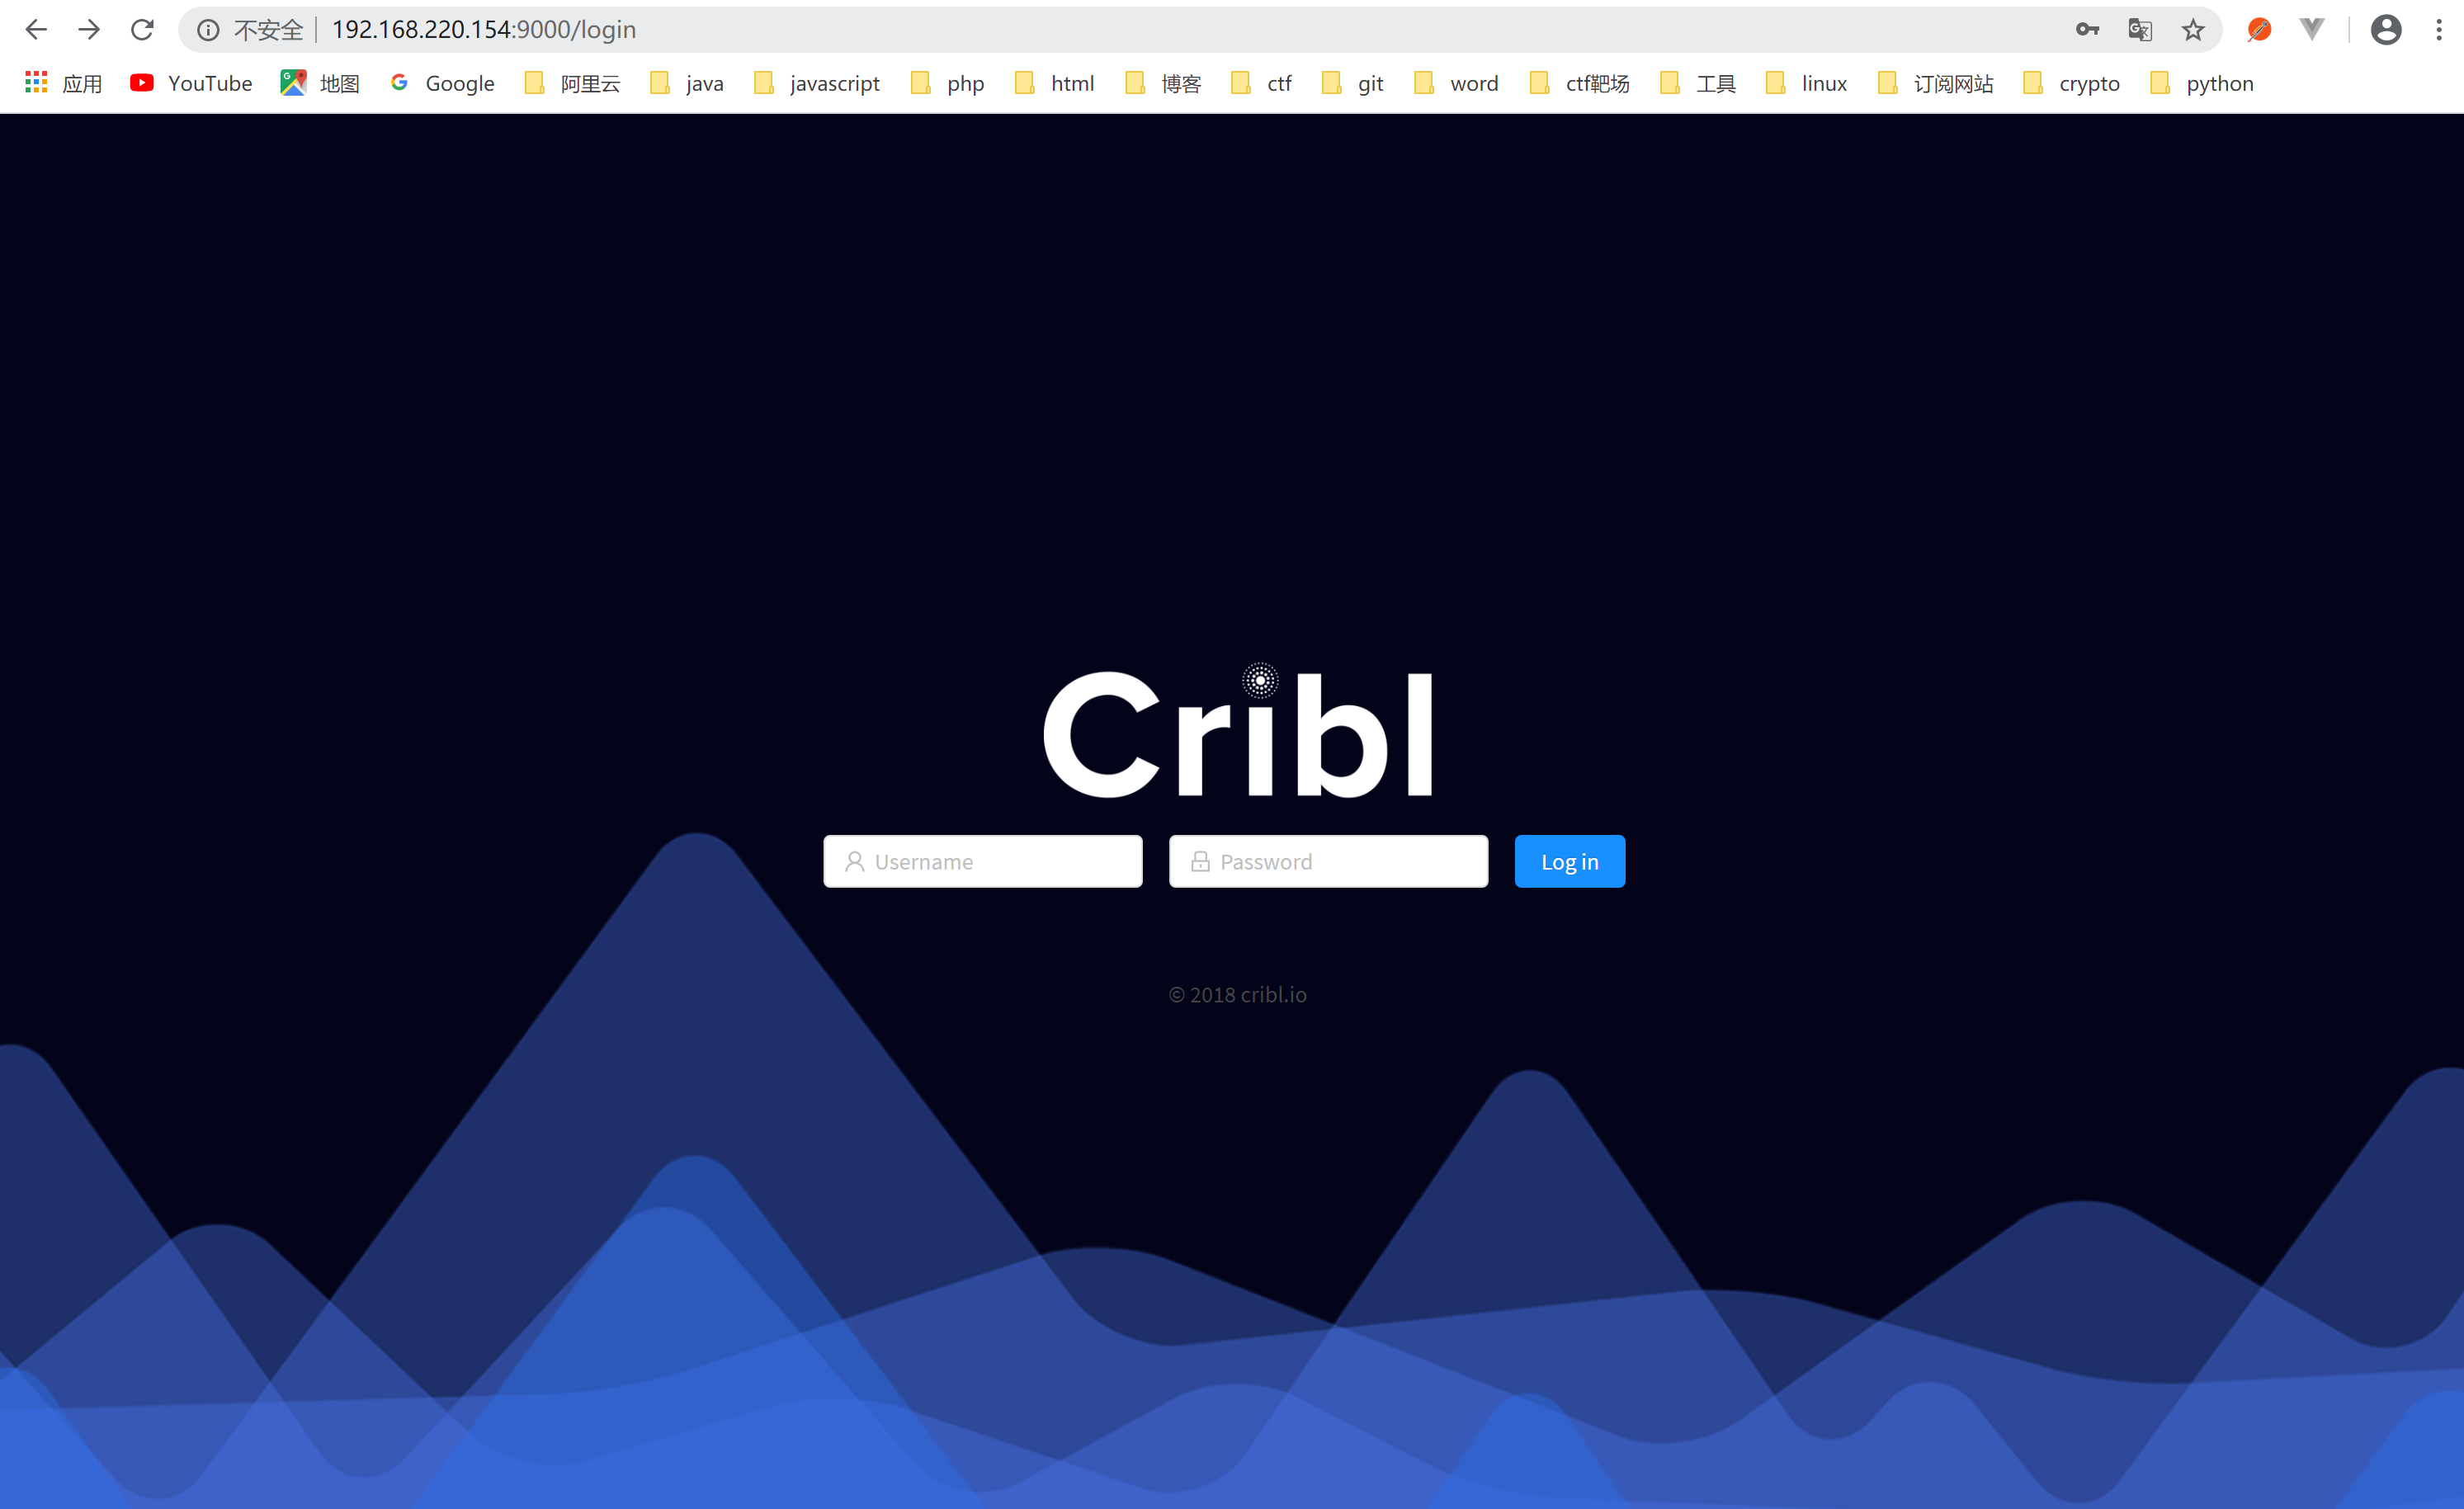 不安全 192.168.220.154:9000/login
应用 YouTube 地图 Google 阿里云 java javascript php html 博客 ctf git word ctf靶场 工具 linux 订阅网站 crypto python
Cribl
Username Password Log in
© 2018 cribl.io